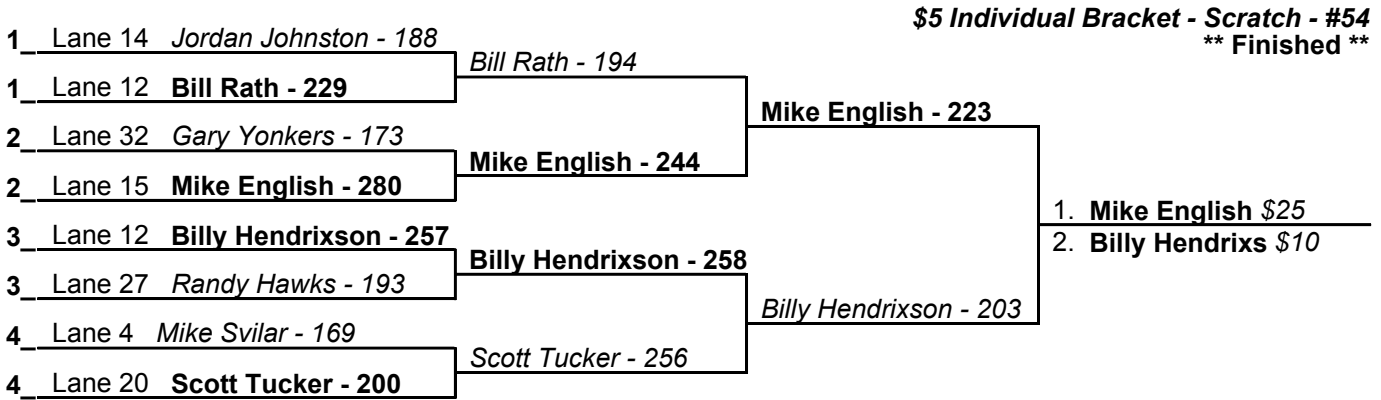 $5 Individual Bracket - Scratch - #54
** Finished **
1_ Lane 14 Jordan Johnston - 188
1_ Lane 12 Bill Rath - 229
2_ Lane 32 Gary Yonkers - 173
2_ Lane 15 Mike English - 280
3_ Lane 12 Billy Hendrixson - 257
3_ Lane 27 Randy Hawks - 193
4_ Lane 4 Mike Svilar - 169
4_ Lane 20 Scott Tucker - 200
Bill Rath - 194
Mike English - 244
Billy Hendrixson - 258
Scott Tucker - 256
Mike English - 223
Billy Hendrixson - 203
1. Mike English $25
2. Billy Hendrixs $10